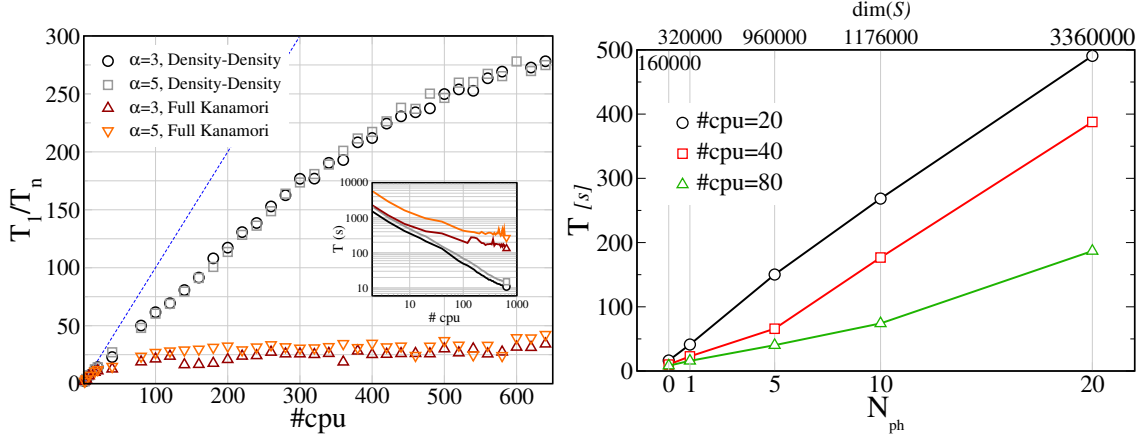 300
250
200
150
100
50
25
0
T₁/Tₙ
α=3, Density-Density
α=5, Density-Density
α=3, Full Kanamori
α=5, Full Kanamori
100 200 300 400 500 600
#cpu
10000
1000
100
10
T (s)
10 100 1000
# cpu
dim(S)
320000 960000 1176000 3360000
160000
500
400
300
200
100
0
T [s]
#cpu=20
#cpu=40
#cpu=80
0 1 5 10 20
N_ph